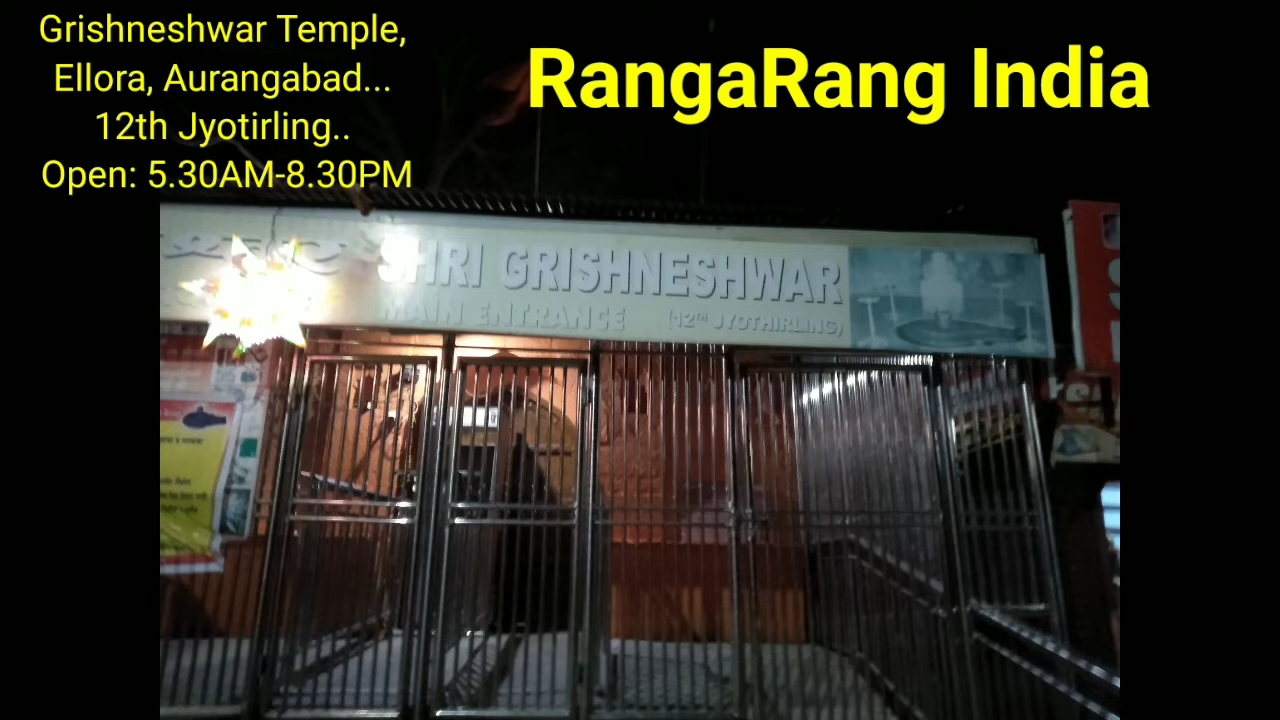 Grishneshwar Temple,
Ellora, Aurangabad...
12th Jyotirling..
Open: 5.30AM-8.30PM
RangaRang India
SHRI GRISHNESHWAR
MAIN ENTRANCE (12TH JYOTHIRLING)